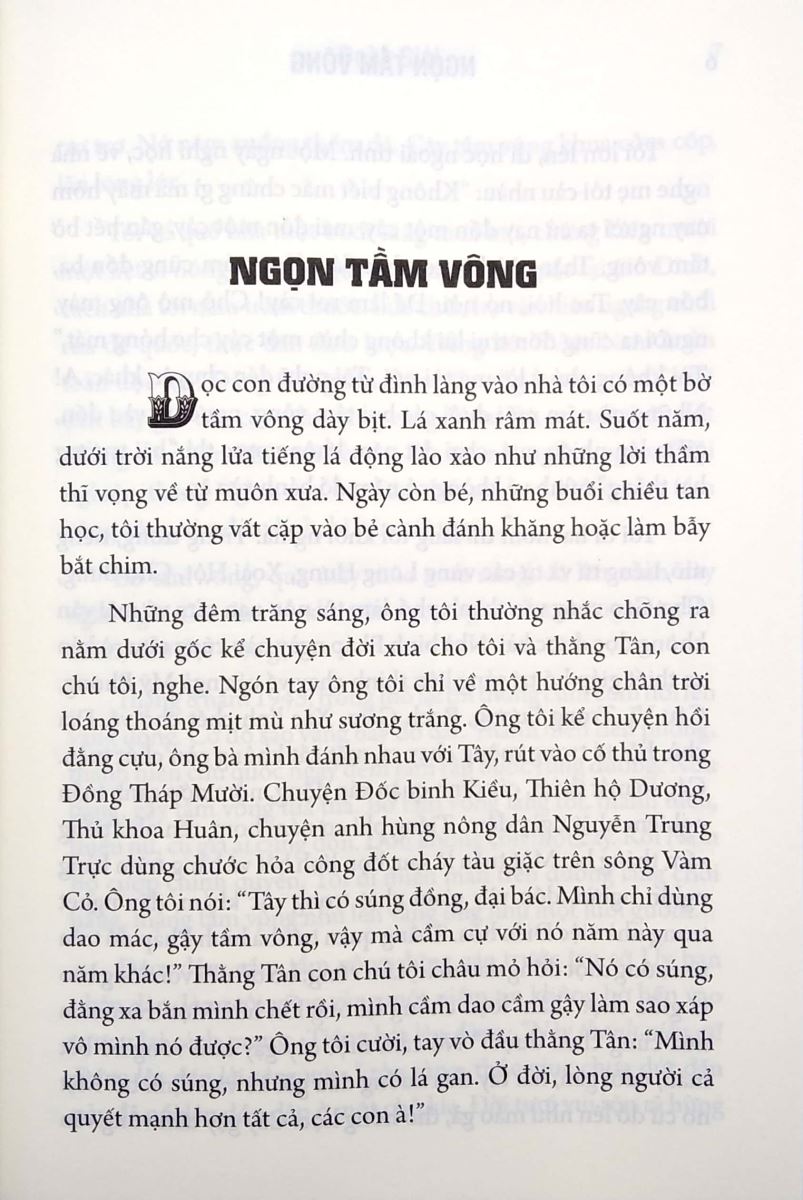 NGỌN TẦM VÔNG
Dọc con đường từ đình làng vào nhà tôi có một bờ
tầm vông dày bịt. Lá xanh râm mát. Suốt năm,
dưới trời nắng lửa tiếng lá động lào xào như những lời thầm
thĩ vọng về từ muôn xưa. Ngày còn bé, những buổi chiều tan
học, tôi thường vất cặp vào bẻ cành đánh khăng hoặc làm bẫy
bắt chim.
Những đêm trăng sáng, ông tôi thường nhắc chõng ra
nằm dưới gốc kể chuyện đời xưa cho tôi và thằng Tân, con
chú tôi, nghe. Ngón tay ông tôi chỉ về một hướng chân trời
loáng thoáng mịt mù như sương trắng. Ông tôi kể chuyện hồi
đằng cựu, ông bà mình đánh nhau với Tây, rút vào cố thủ trong
Đồng Tháp Mười. Chuyện Đốc binh Kiều, Thiên hộ Dương,
Thủ khoa Huân, chuyện anh hùng nông dân Nguyễn Trung
Trực dùng chước hỏa công đốt cháy tàu giặc trên sông Vàm
Cỏ. Ông tôi nói: “Tây thì có súng đồng, đại bác. Mình chỉ dùng
dao mác, gậy tầm vông, vậy mà cầm cự với nó năm này qua
năm khác!” Thằng Tân con chú tôi châu mỏ hỏi: “Nó có súng,
đằng xa bắn mình chết rồi, mình cầm dao cầm gậy làm sao xáp
vô mình nó được?” Ông tôi cười, tay vò đầu thằng Tân: “Mình
không có súng, nhưng mình có lá gan. Ở đời, lòng người cả
quyết mạnh hơn tất cả, các con à!”